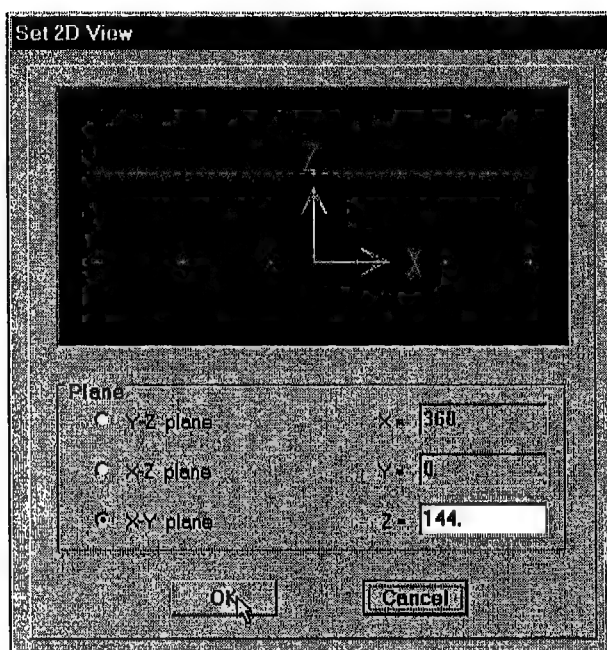 Set 2D View
Z
X
Plane
Y-Z plane
X= 360
X-Z plane
Y= 0
X-Y plane
Z= 144.
OK
Cancel